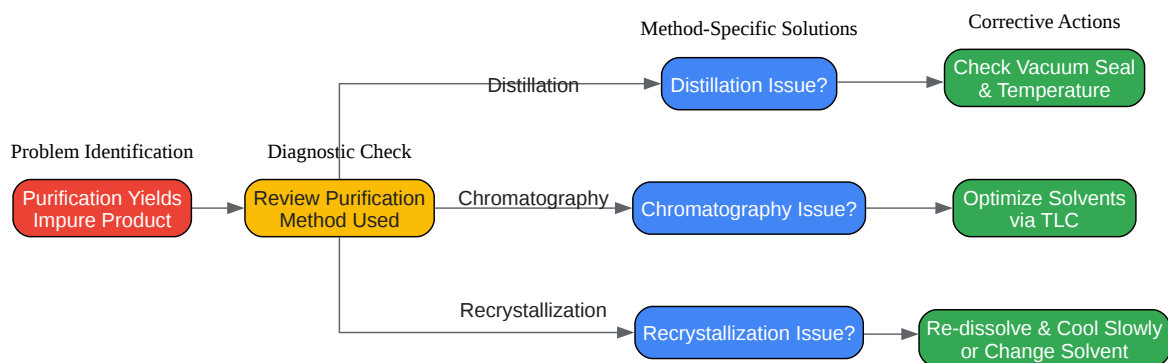 Method-Specific Solutions
Corrective Actions
Distillation
Distillation Issue?
Check Vacuum Seal
& Temperature
Problem Identification
Diagnostic Check
Purification Yields
Impure Product
Review Purification
Method Used
Chromatography
Chromatography Issue?
Optimize Solvents
via TLC
Recrystallization
Recrystallization Issue?
Re-dissolve & Cool Slowly
or Change Solvent